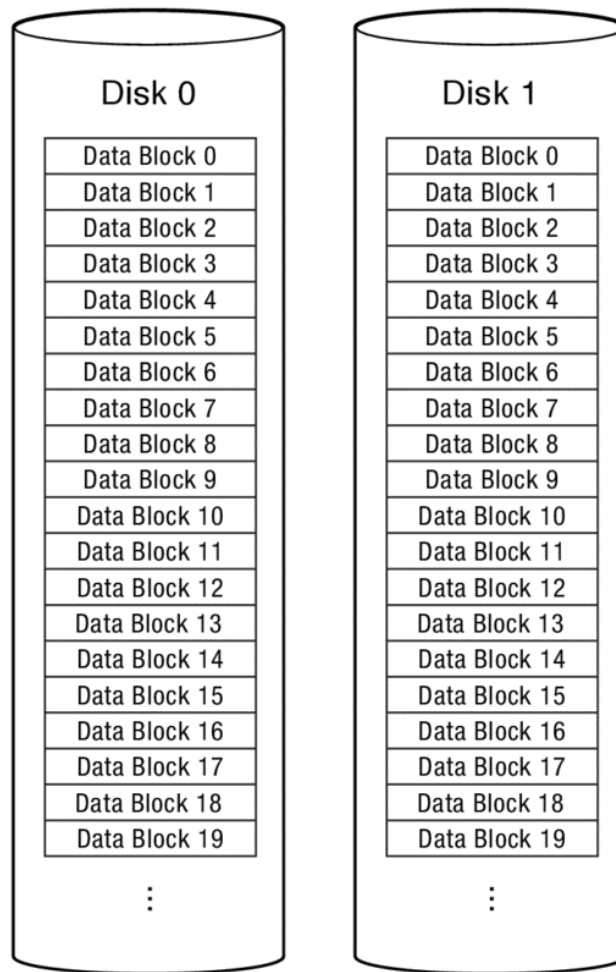 Disk 0
Data Block 0
Data Block 1
Data Block 2
Data Block 3
Data Block 4
Data Block 5
Data Block 6
Data Block 7
Data Block 8
Data Block 9
Data Block 10
Data Block 11
Data Block 12
Data Block 13
Data Block 14
Data Block 15
Data Block 16
Data Block 17
Data Block 18
Data Block 19
⋮
Disk 1
Data Block 0
Data Block 1
Data Block 2
Data Block 3
Data Block 4
Data Block 5
Data Block 6
Data Block 7
Data Block 8
Data Block 9
Data Block 10
Data Block 11
Data Block 12
Data Block 13
Data Block 14
Data Block 15
Data Block 16
Data Block 17
Data Block 18
Data Block 19
⋮